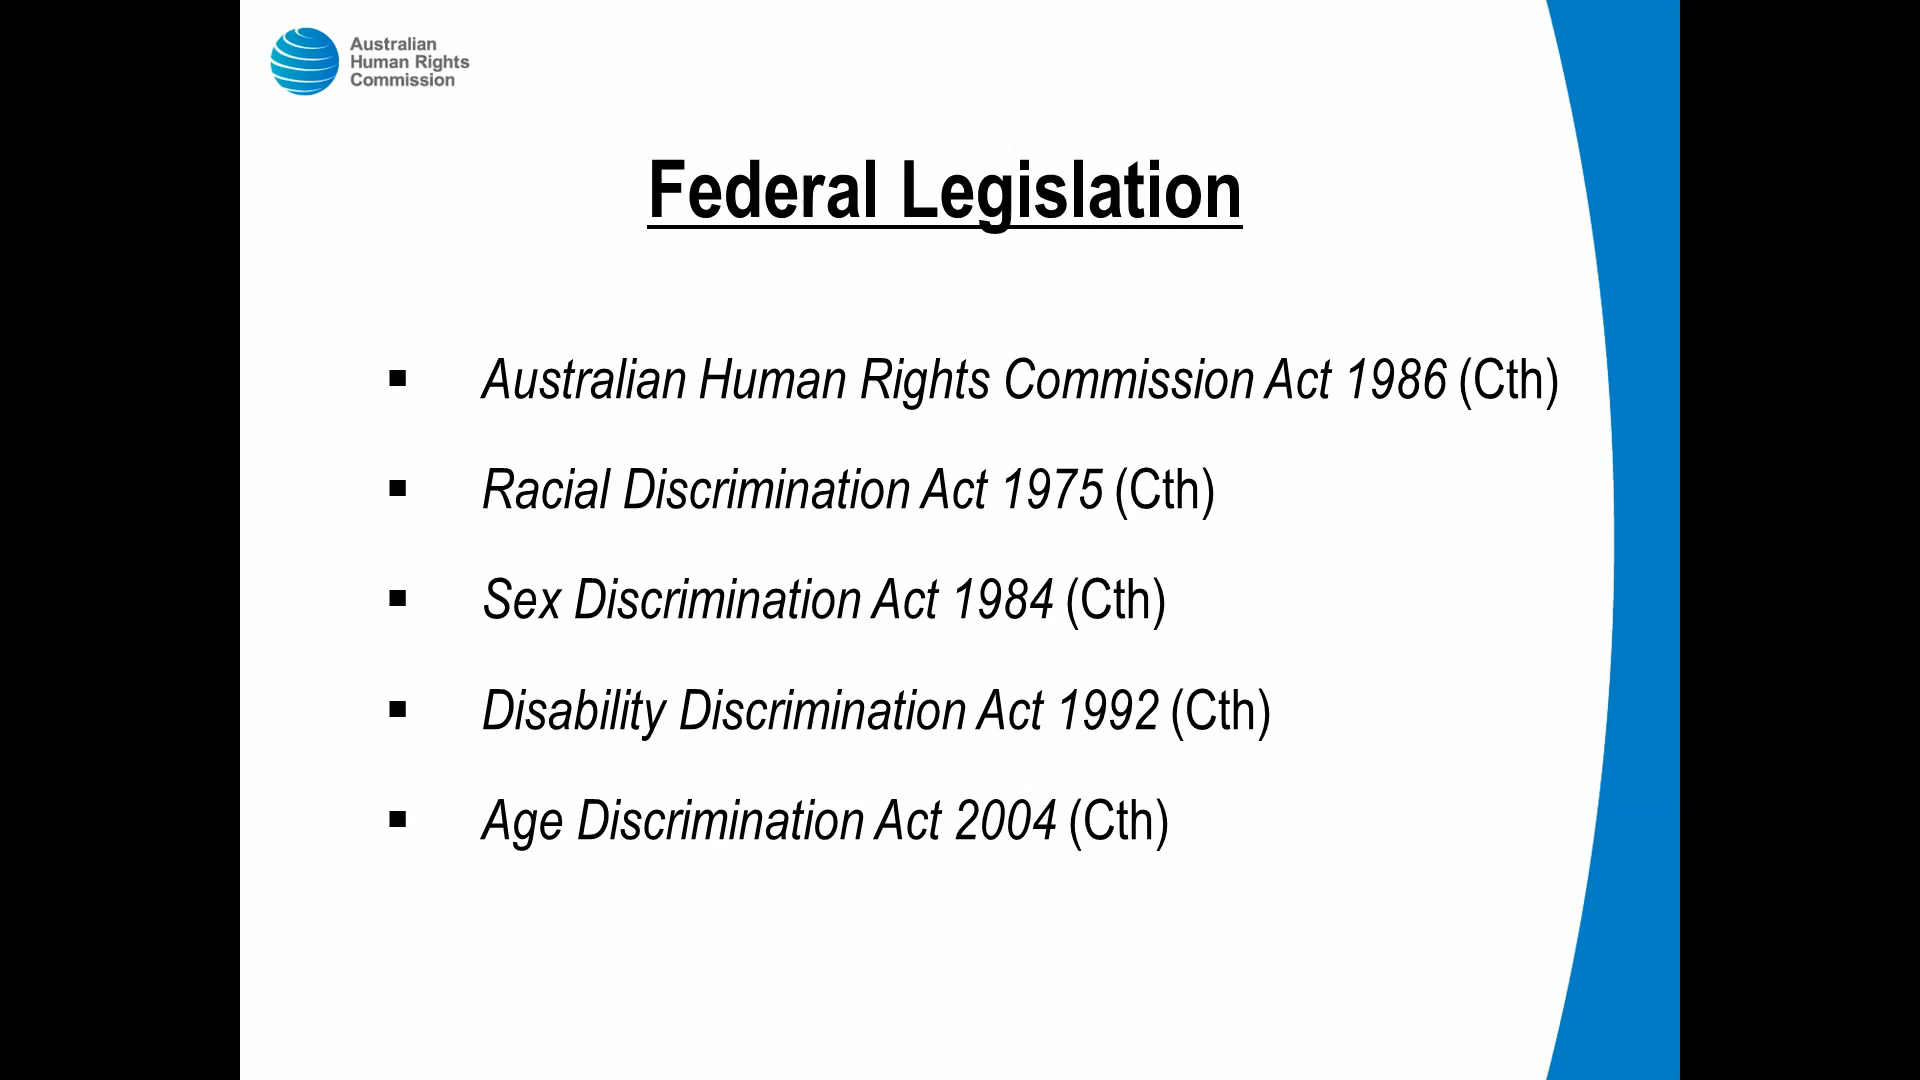 Australian
Human Rights
Commission
Federal Legislation
▪ Australian Human Rights Commission Act 1986 (Cth)
▪ Racial Discrimination Act 1975 (Cth)
▪ Sex Discrimination Act 1984 (Cth)
▪ Disability Discrimination Act 1992 (Cth)
▪ Age Discrimination Act 2004 (Cth)